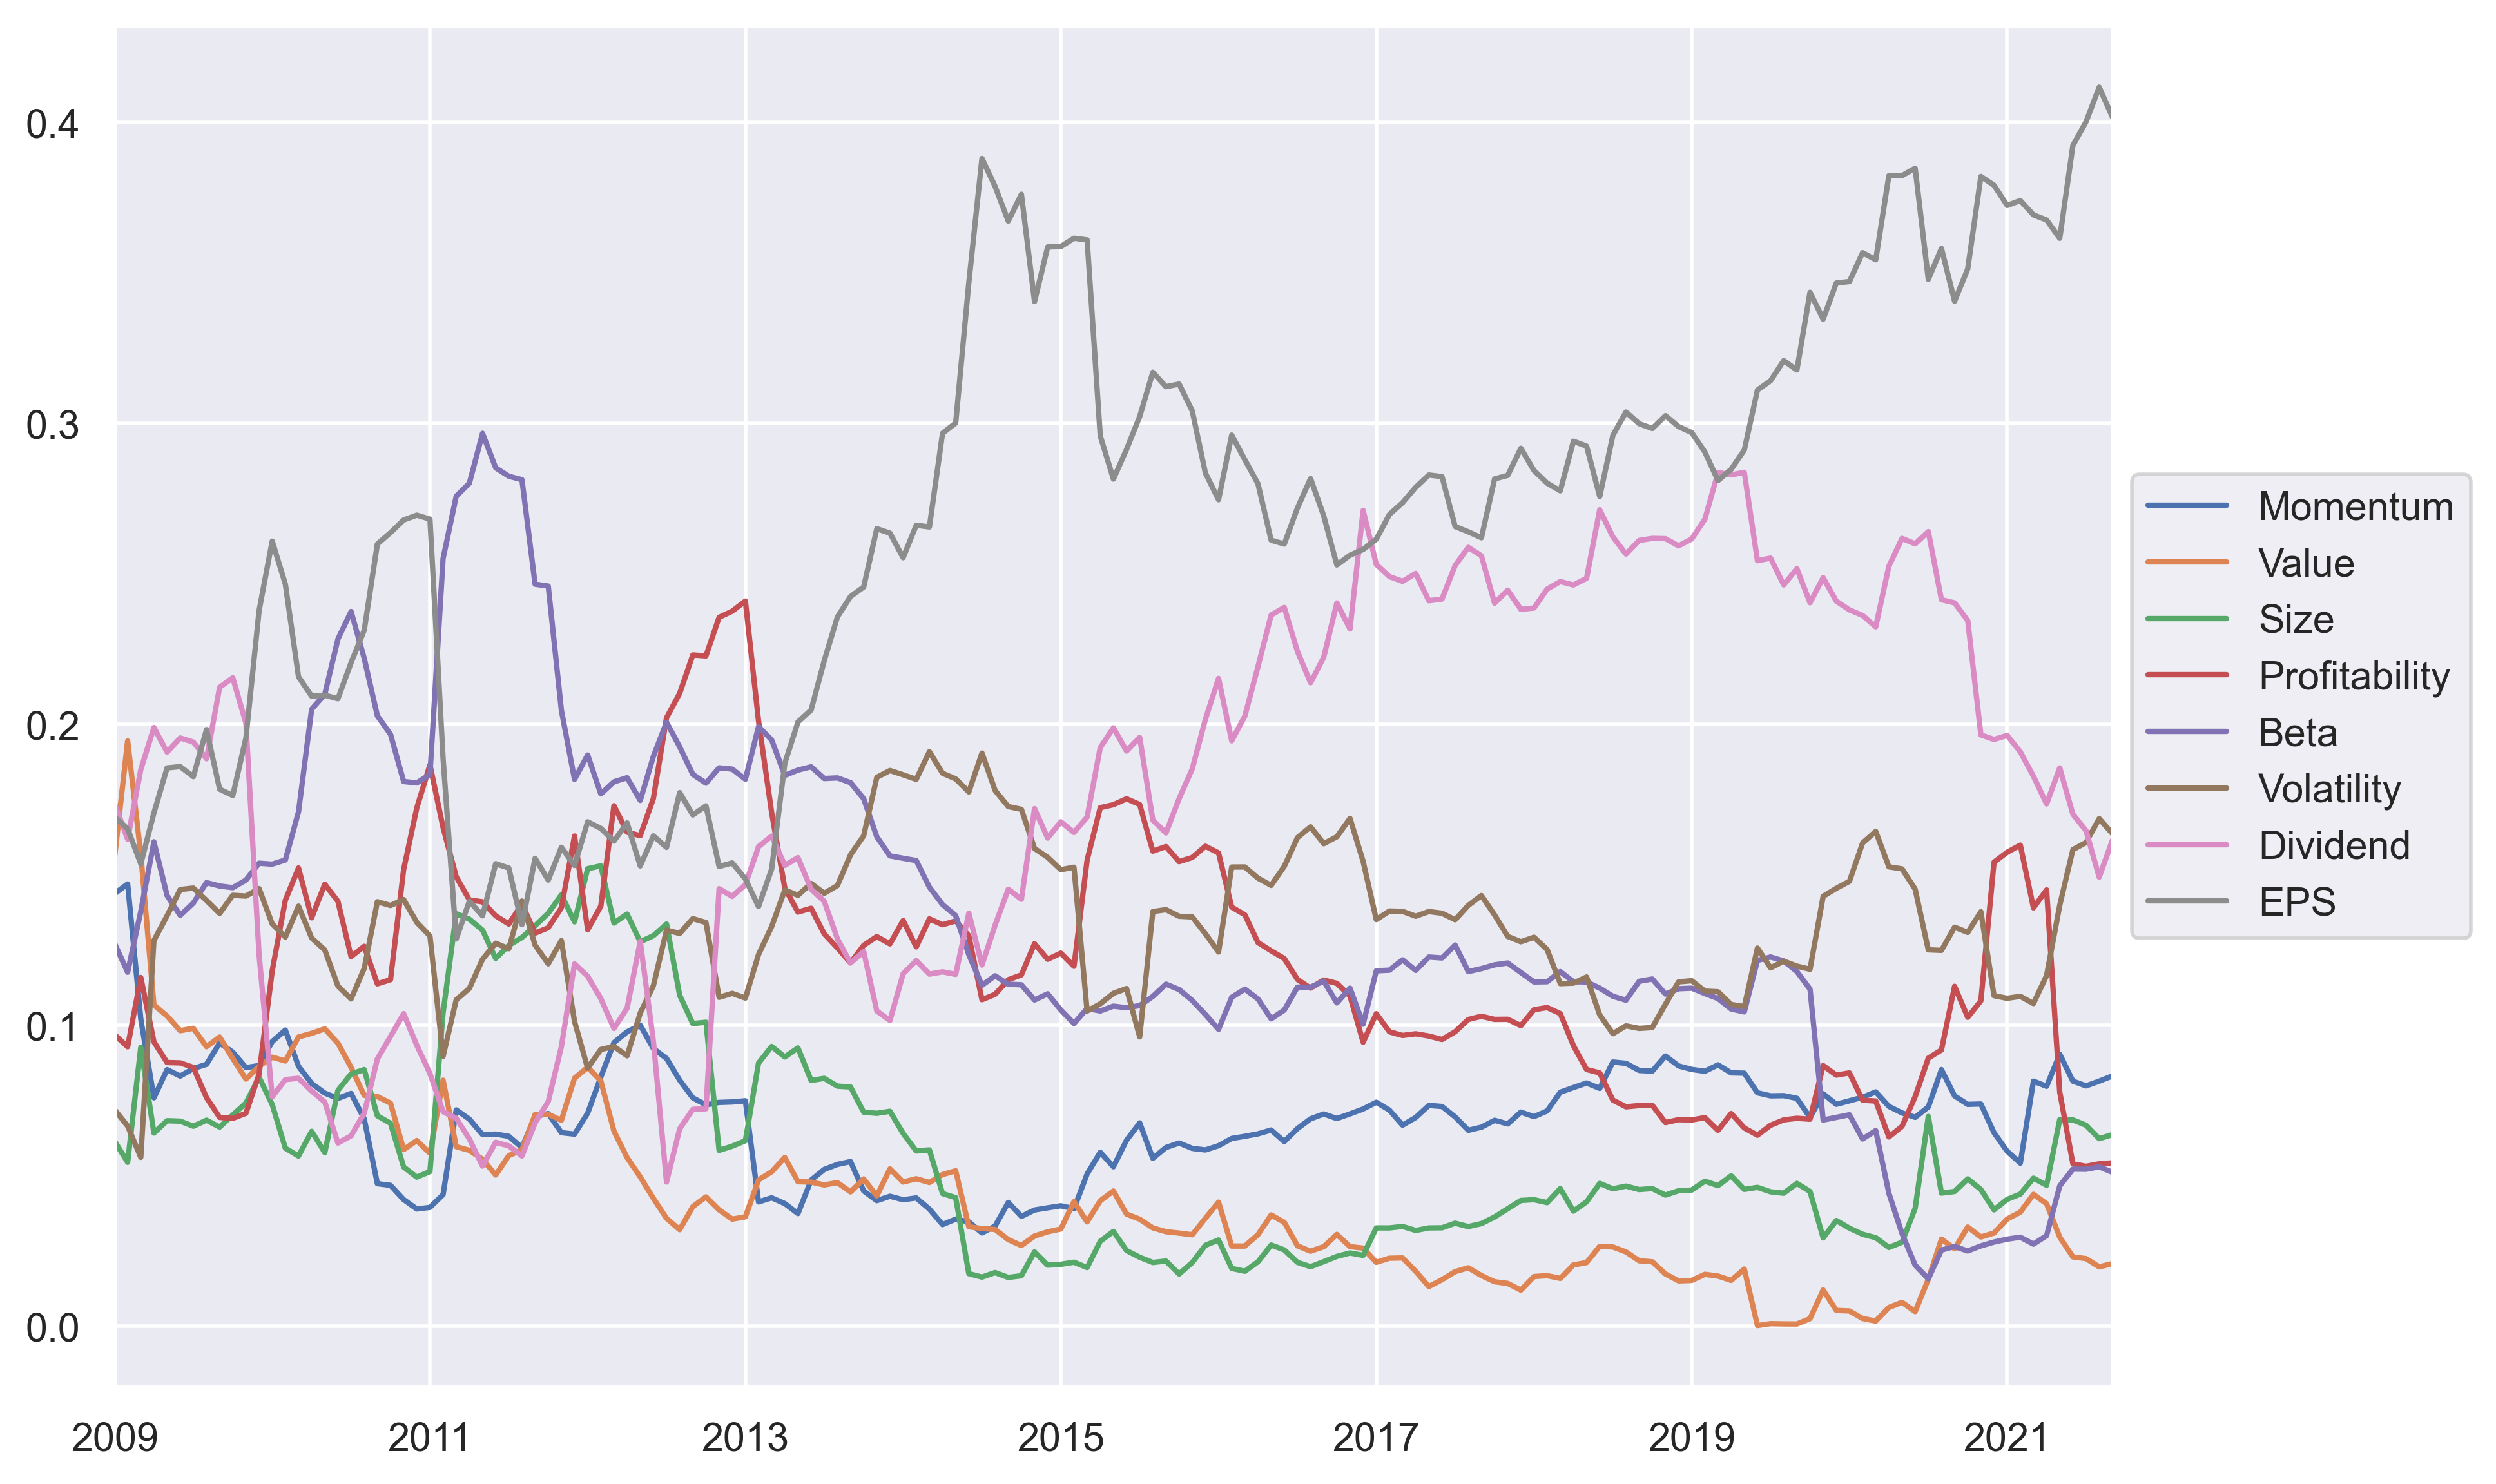 0.4
0.3
0.2
0.1
0.0
2009 2011 2013 2015 2017 2019 2021
Momentum
Value
Size
Profitability
Beta
Volatility
Dividend
EPS